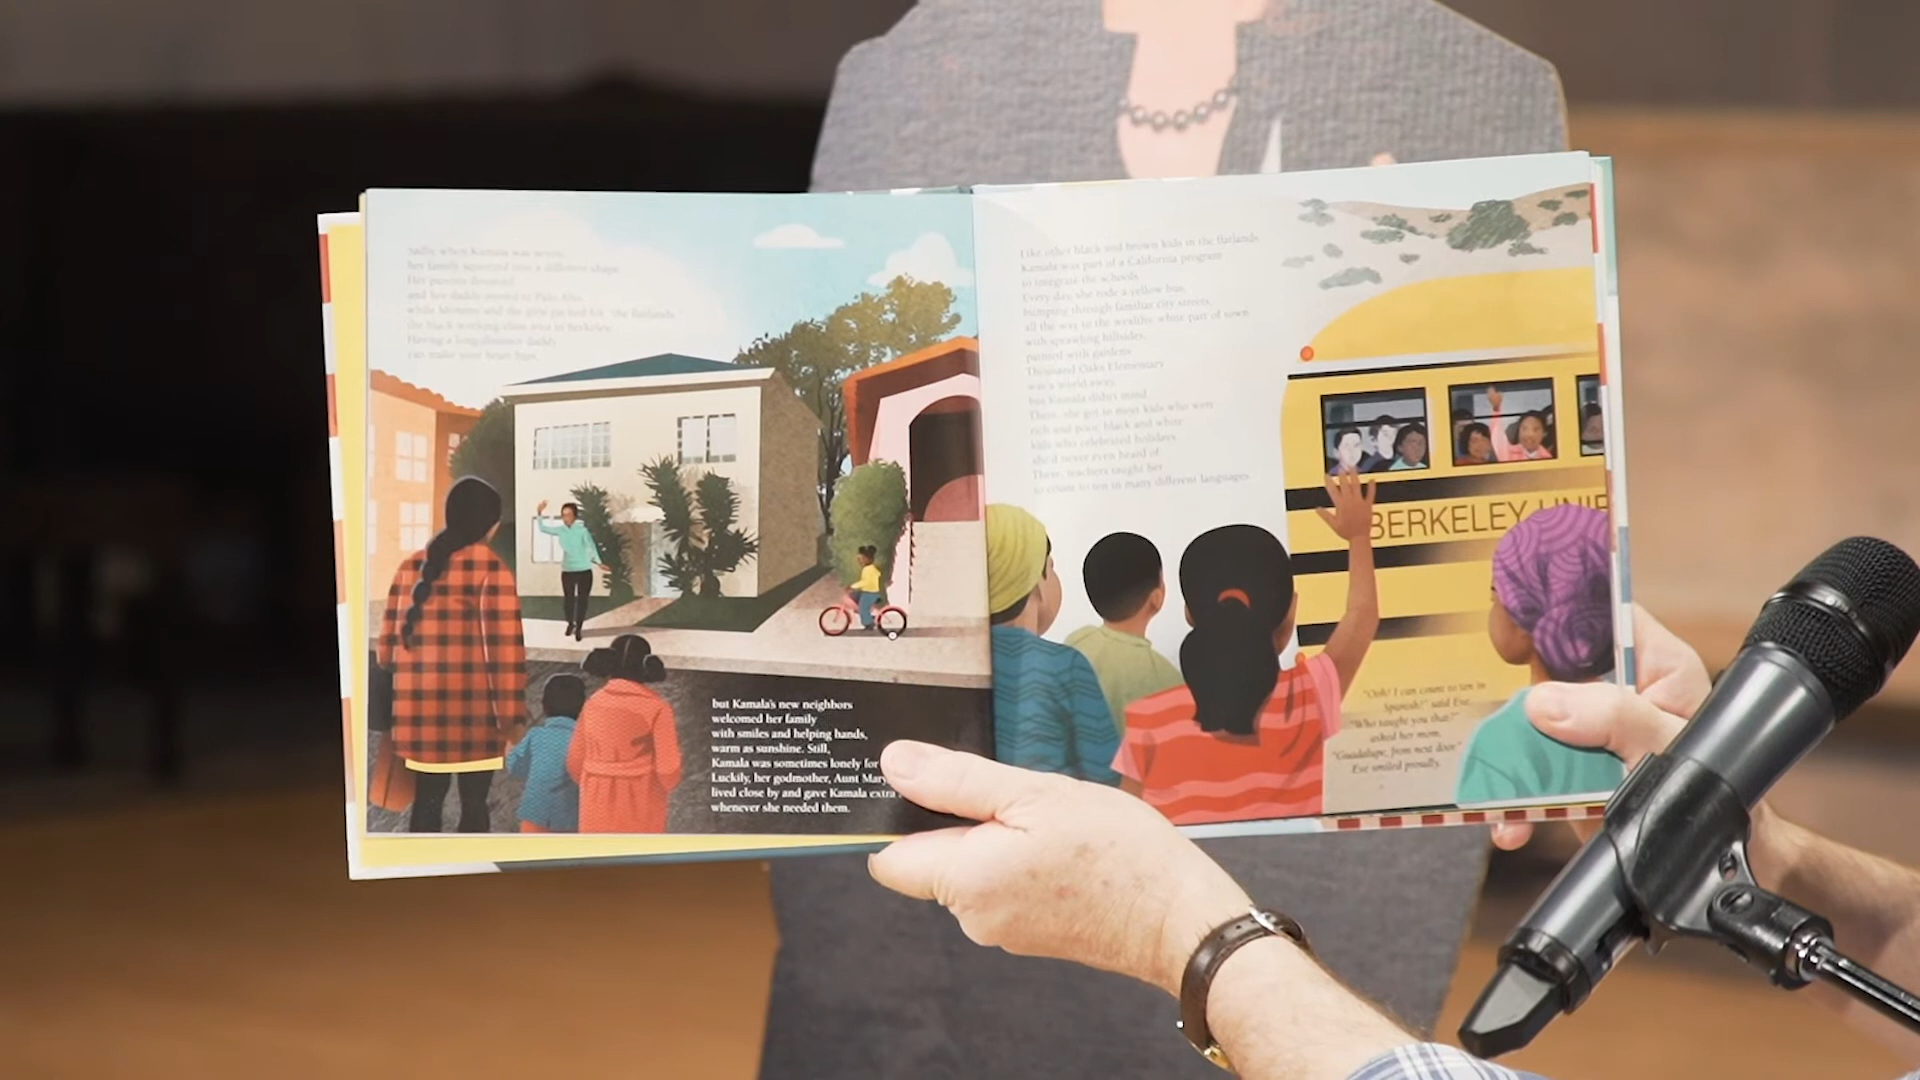 Sadly, when Kamala was seven,
her family squeezed into a different shape.
Her parents divorced
and her daddy moved to Palo Alto,
while Mommy and the girls packed for "the flatlands,"
the black working-class area in Berkeley.
Having a long-distance daddy
can make your heart hurt,
but Kamala's new neighbors
welcomed her family
with smiles and helping hands,
warm as sunshine. Still,
Kamala was sometimes lonely for
Luckily, her godmother, Aunt Mary
lived close by and gave Kamala extra
whenever she needed them.
Like other black and brown kids in the flatlands
Kamala was part of a California program
to integrate the schools.
Every day, she rode a yellow bus,
bumping through familiar city streets,
all the way to the wealthy white part of town
with sprawling hillsides,
painted with gardens.
Thousand Oaks Elementary
was a world away,
but Kamala didn't mind.
There, she got to meet kids who were
rich and poor, black and white
kids who celebrated holidays
she'd never even heard of.
There, teachers taught her
to count to ten in many different languages.
BERKELEY UNIF
"Ooh! I can count to ten in
Spanish!" said Eve.
"Who taught you that?"
asked her mom.
"Guadalupe, from next door."
Eve smiled proudly.